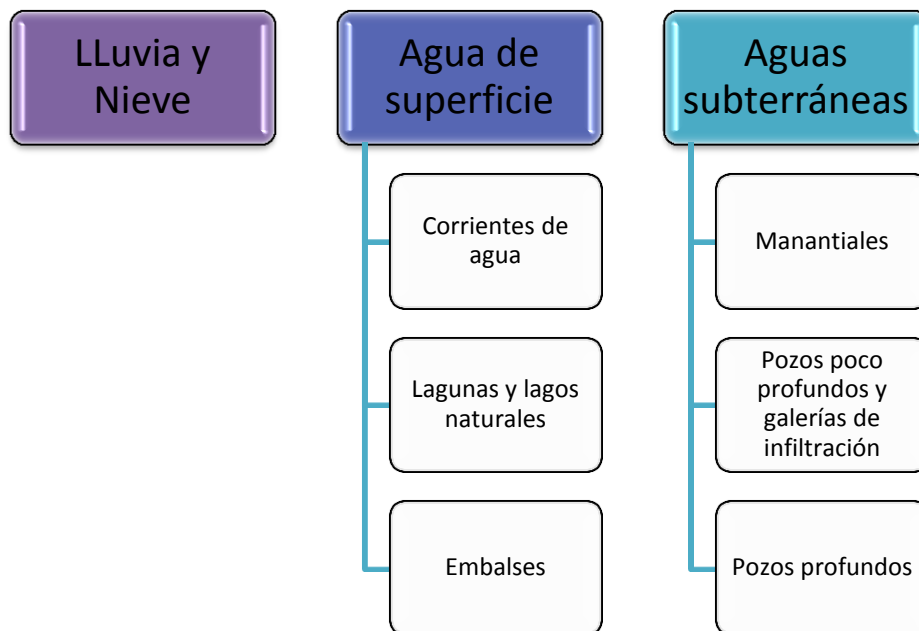 LLuvia y
Nieve
Agua de
superficie
Corrientes de
agua
Lagunas y lagos
naturales
Embalses
Aguas
subterráneas
Manantiales
Pozos poco
profundos y
galerías de
infiltración
Pozos profundos